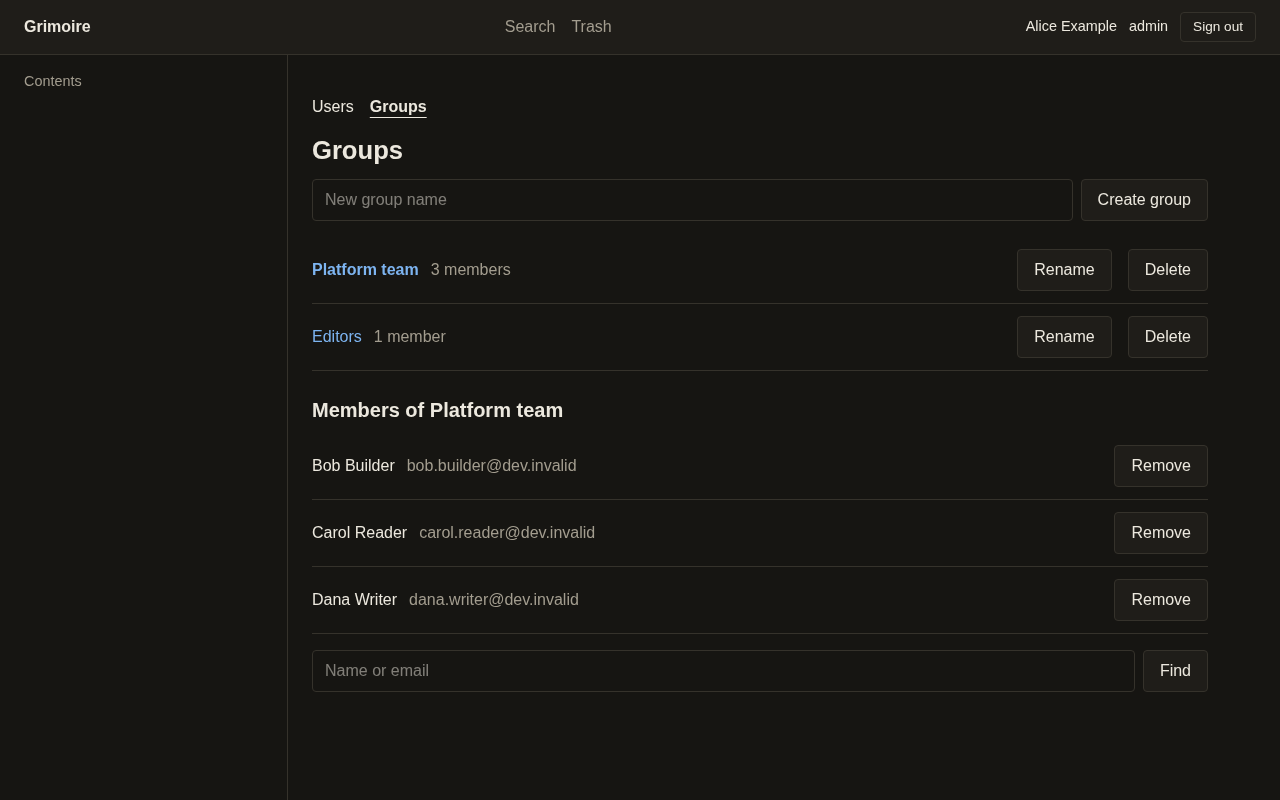 Grimoire
Search Trash
Alice Example admin Sign out
Contents
Users Groups
Groups
New group name Create group
Platform team 3 members Rename Delete
Editors 1 member Rename Delete
Members of Platform team
Bob Builder bob.builder@dev.invalid Remove
Carol Reader carol.reader@dev.invalid Remove
Dana Writer dana.writer@dev.invalid Remove
Name or email Find